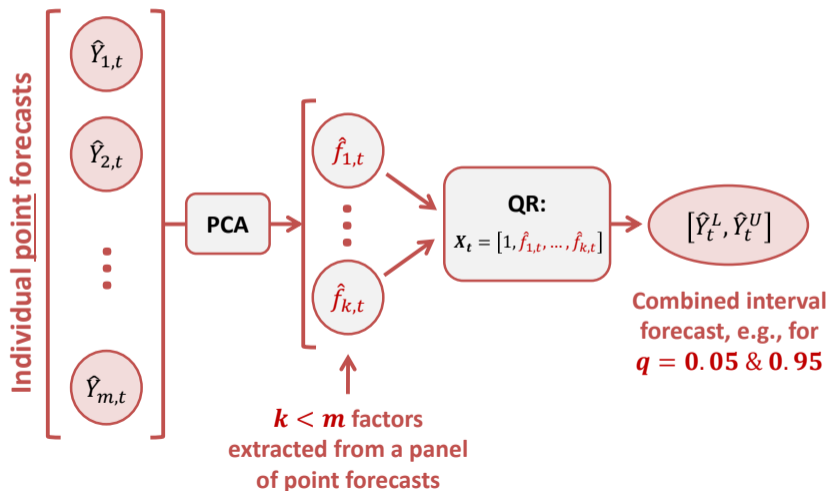 Individual point forecasts
Ŷ₁,ₜ
Ŷ₂,ₜ
⋮
Ŷₘ,ₜ
PCA
f̂₁,ₜ
⋮
f̂ₖ,ₜ
k < m factors
extracted from a panel
of point forecasts
QR:
Xₜ = [1, f̂₁,ₜ, … , f̂ₖ,ₜ]
[Ŷₜᴸ, Ŷₜᵁ]
Combined interval
forecast, e.g., for
q = 0.05 & 0.95